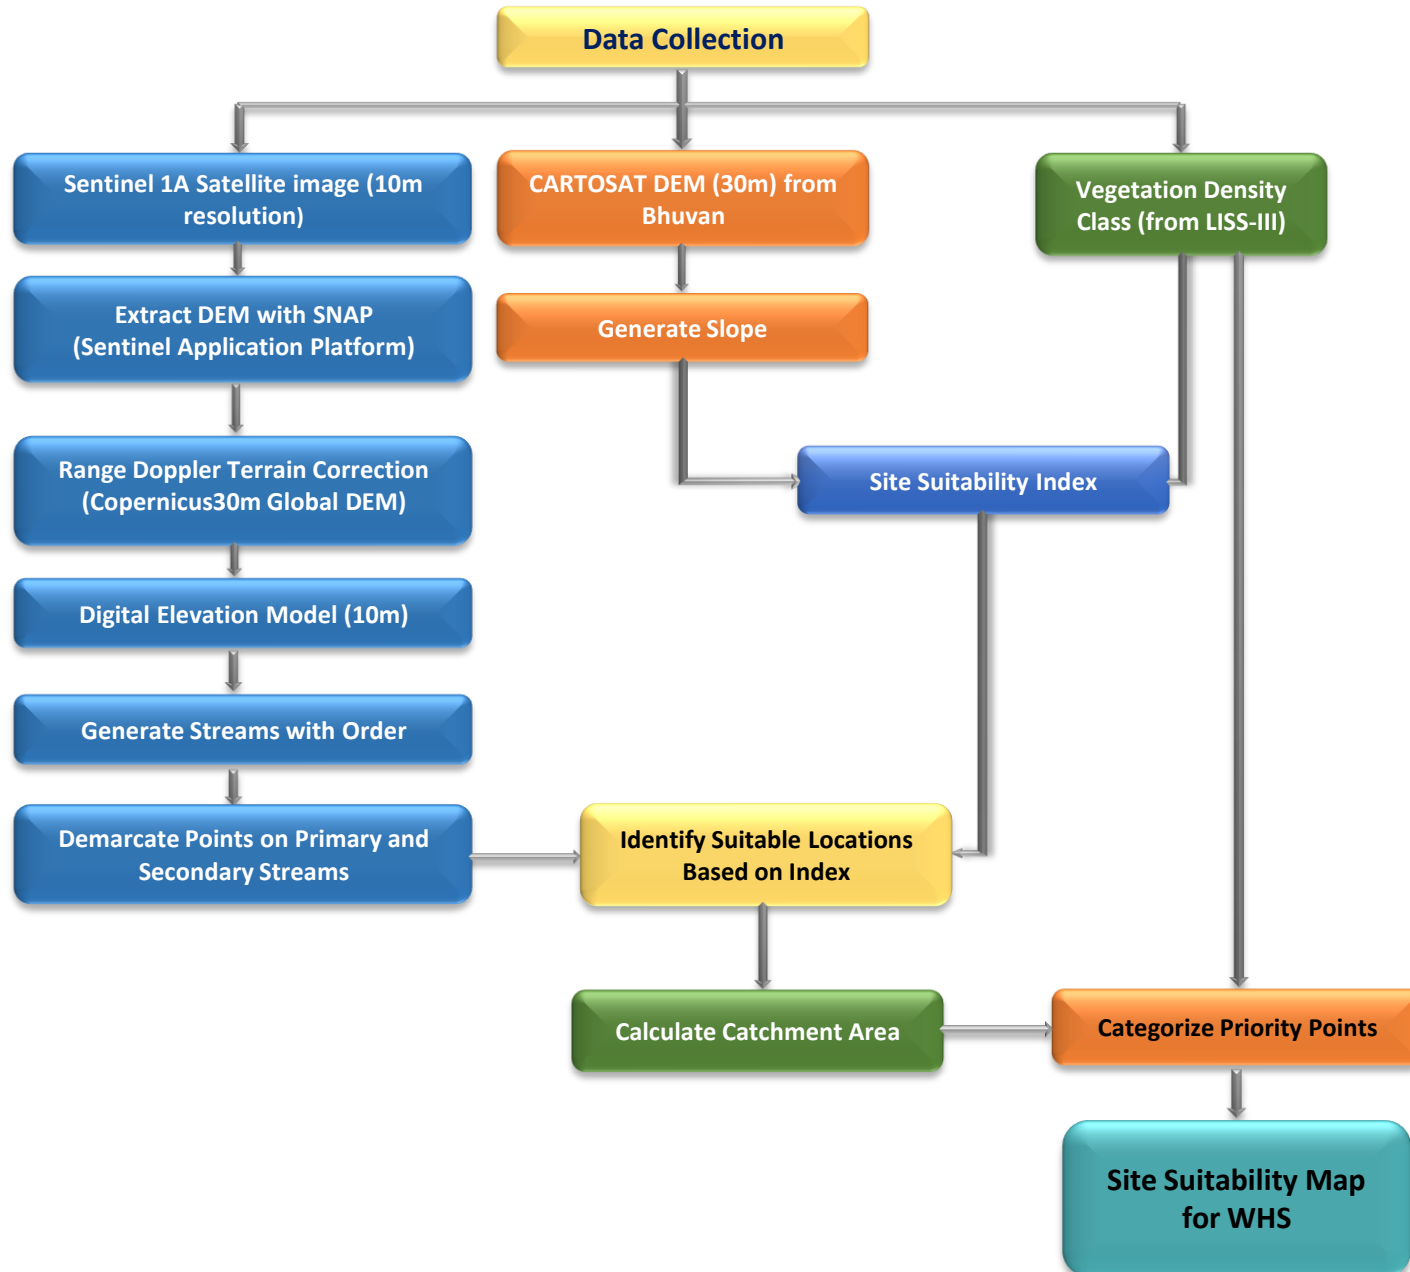 Data Collection
Sentinel 1A Satellite image (10m
resolution)
CARTOSAT DEM (30m) from
Bhuvan
Vegetation Density
Class (from LISS-III)
Extract DEM with SNAP
(Sentinel Application Platform)
Generate Slope
Range Doppler Terrain Correction
(Copernicus30m Global DEM)
Site Suitability Index
Digital Elevation Model (10m)
Generate Streams with Order
Demarcate Points on Primary and
Secondary Streams
Identify Suitable Locations
Based on Index
Calculate Catchment Area
Categorize Priority Points
Site Suitability Map
for WHS